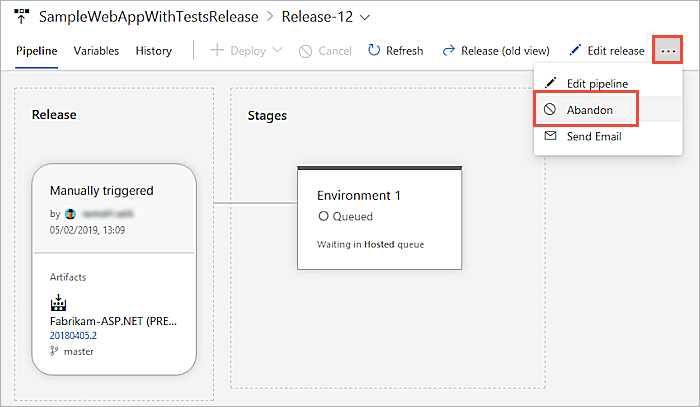 SampleWebAppWithTestsRelease > Release-12
Pipeline Variables History Deploy Cancel Refresh Release (old view) Edit release ...
Edit pipeline
Abandon
Send Email
Release
Stages
Manually triggered
by
05/02/2019, 13:09
Artifacts
Fabrikam-ASP.NET (PRE...
20180405.2
master
Environment 1
Queued
Waiting in Hosted queue